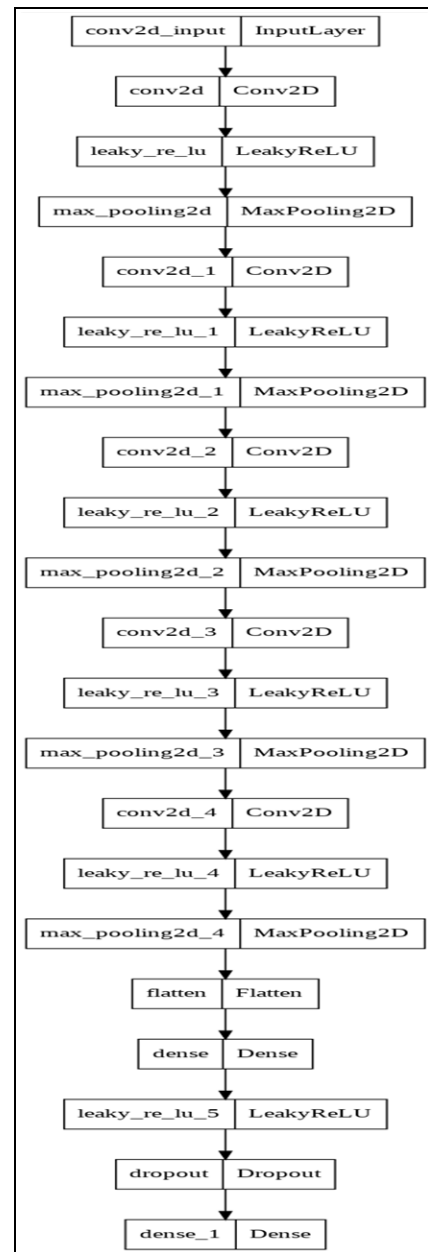 conv2d_input InputLayer
conv2d Conv2D
leaky_re_lu LeakyReLU
max_pooling2d MaxPooling2D
conv2d_1 Conv2D
leaky_re_lu_1 LeakyReLU
max_pooling2d_1 MaxPooling2D
conv2d_2 Conv2D
leaky_re_lu_2 LeakyReLU
max_pooling2d_2 MaxPooling2D
conv2d_3 Conv2D
leaky_re_lu_3 LeakyReLU
max_pooling2d_3 MaxPooling2D
conv2d_4 Conv2D
leaky_re_lu_4 LeakyReLU
max_pooling2d_4 MaxPooling2D
flatten Flatten
dense Dense
leaky_re_lu_5 LeakyReLU
dropout Dropout
dense_1 Dense